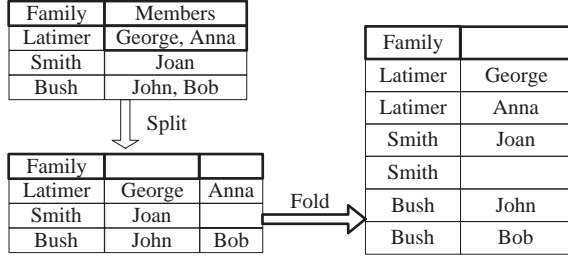 Family Members
Latimer George, Anna
Smith Joan
Bush John, Bob
Split
Family
Latimer George Anna
Smith Joan
Bush John Bob
Fold
Family
Latimer George
Latimer Anna
Smith Joan
Smith
Bush John
Bush Bob